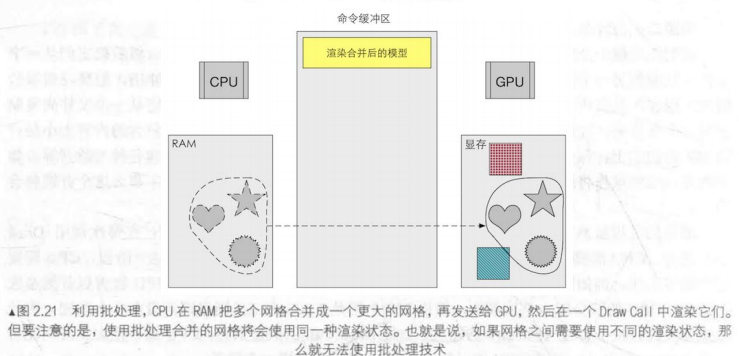 命令缓冲区
渲染合并后的模型
CPU
GPU
RAM
显存
▲图 2.21 利用批处理，CPU 在 RAM 把多个网格合并成一个更大的网格，再发送给 GPU，然后在一个 Draw Call 中渲染它们。
但要注意的是，使用批处理合并的网格将会使用同一种渲染状态。也就是说，如果网格之间需要使用不同的渲染状态，那
么就无法使用批处理技术